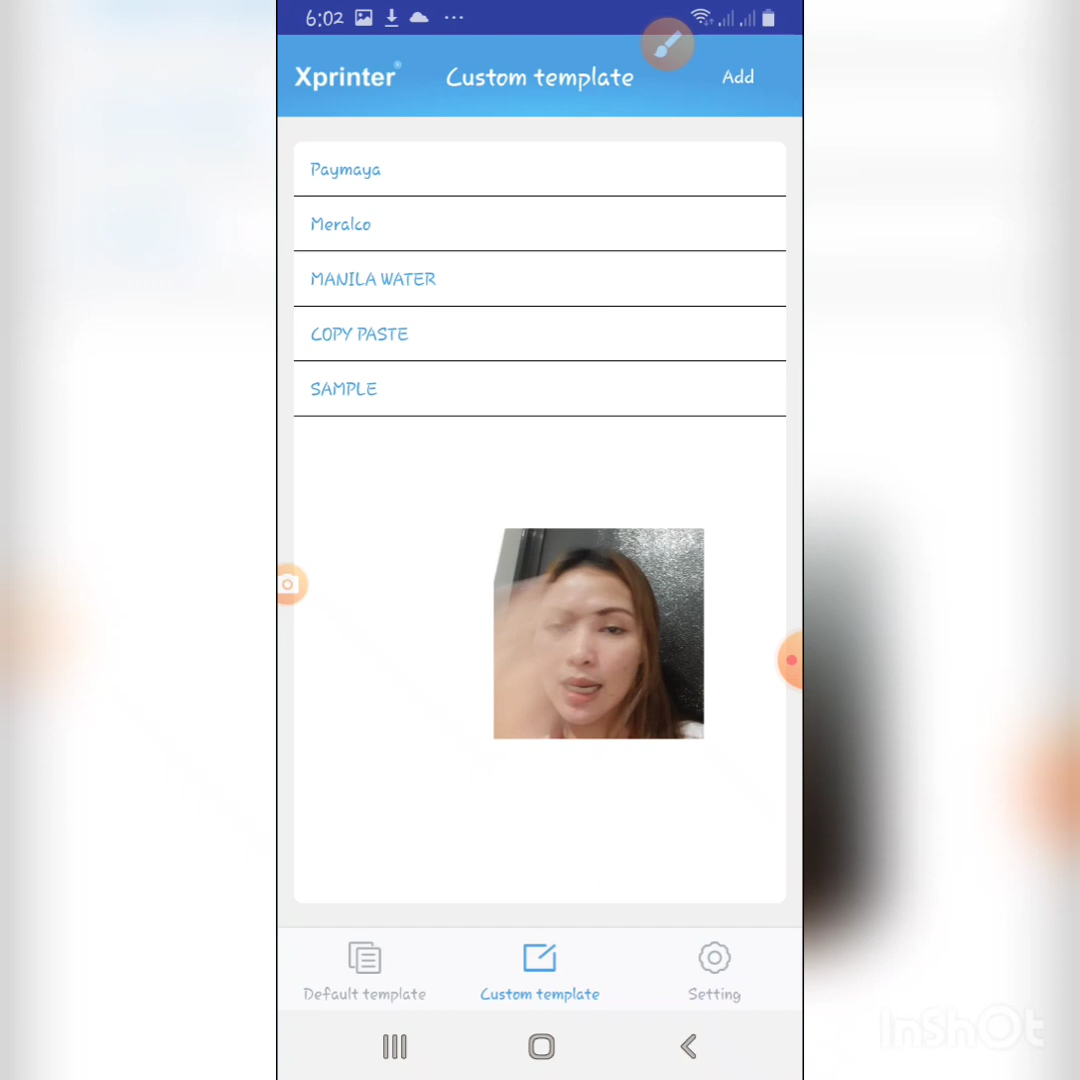 6:02
Xprinter®
Custom template
Add
Paymaya
Meralco
MANILA WATER
COPY PASTE
SAMPLE
Default template
Custom template
Setting
InShOt